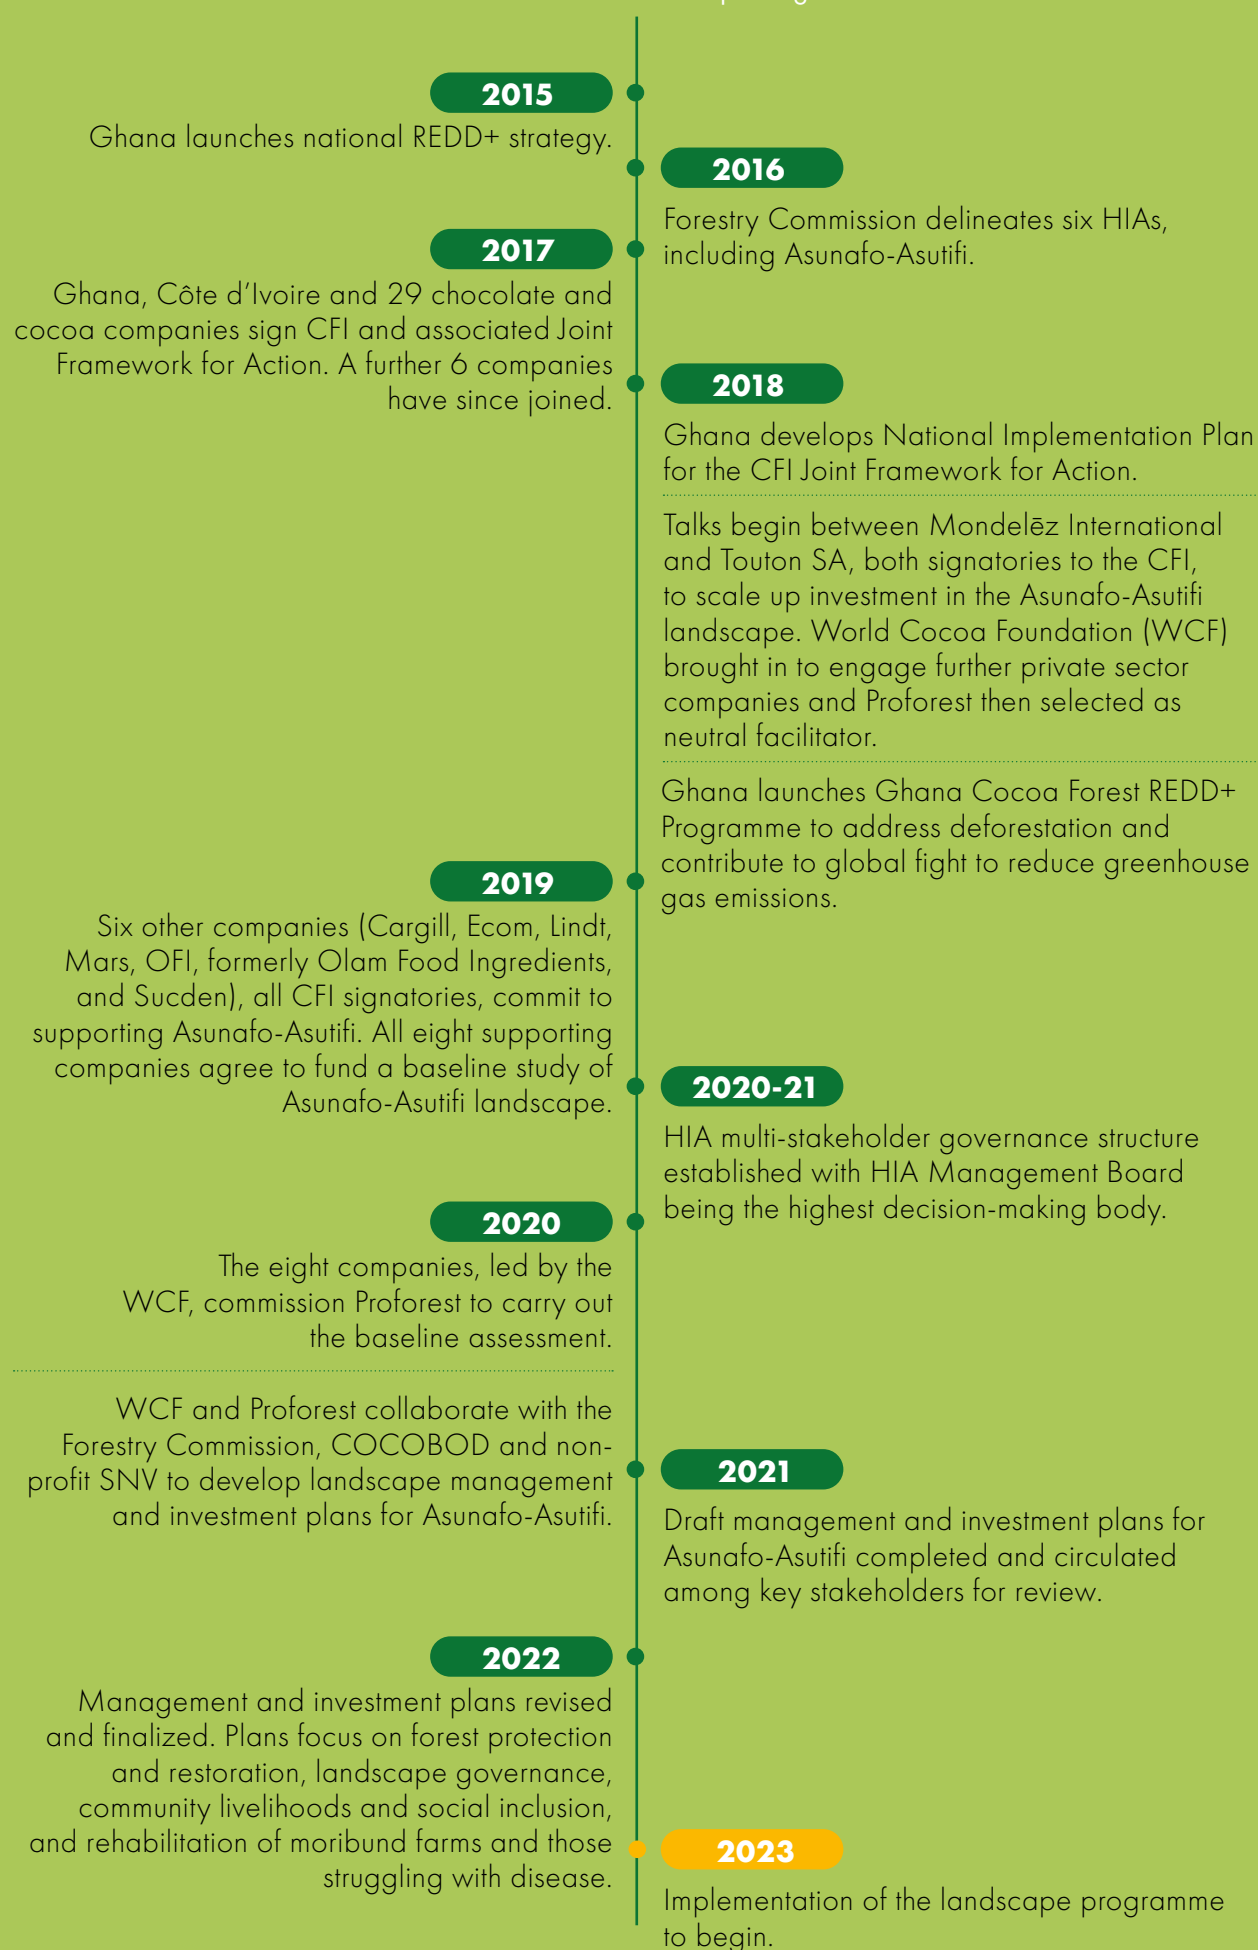 2015
Ghana launches national REDD+ strategy.
2016
Forestry Commission delineates six HIAs,
including Asunafo-Asutifi.
2017
Ghana, Côte d’Ivoire and 29 chocolate and
cocoa companies sign CFI and associated Joint
Framework for Action. A further 6 companies
have since joined.
2018
Ghana develops National Implementation Plan
for the CFI Joint Framework for Action.
Talks begin between Mondelēz International
and Touton SA, both signatories to the CFI,
to scale up investment in the Asunafo-Asutifi
landscape. World Cocoa Foundation (WCF)
brought in to engage further private sector
companies and Proforest then selected as
neutral facilitator.
Ghana launches Ghana Cocoa Forest REDD+
Programme to address deforestation and
contribute to global fight to reduce greenhouse
gas emissions.
2019
Six other companies (Cargill, Ecom, Lindt,
Mars, OFI, formerly Olam Food Ingredients,
and Sucden), all CFI signatories, commit to
supporting Asunafo-Asutifi. All eight supporting
companies agree to fund a baseline study of
Asunafo-Asutifi landscape.
2020-21
HIA multi-stakeholder governance structure
established with HIA Management Board
being the highest decision-making body.
2020
The eight companies, led by the
WCF, commission Proforest to carry out
the baseline assessment.
WCF and Proforest collaborate with the
Forestry Commission, COCOBOD and non-
profit SNV to develop landscape management
and investment plans for Asunafo-Asutifi.
2021
Draft management and investment plans for
Asunafo-Asutifi completed and circulated
among key stakeholders for review.
2022
Management and investment plans revised
and finalized. Plans focus on forest protection
and restoration, landscape governance,
community livelihoods and social inclusion,
and rehabilitation of moribund farms and those
struggling with disease.
2023
Implementation of the landscape programme
to begin.